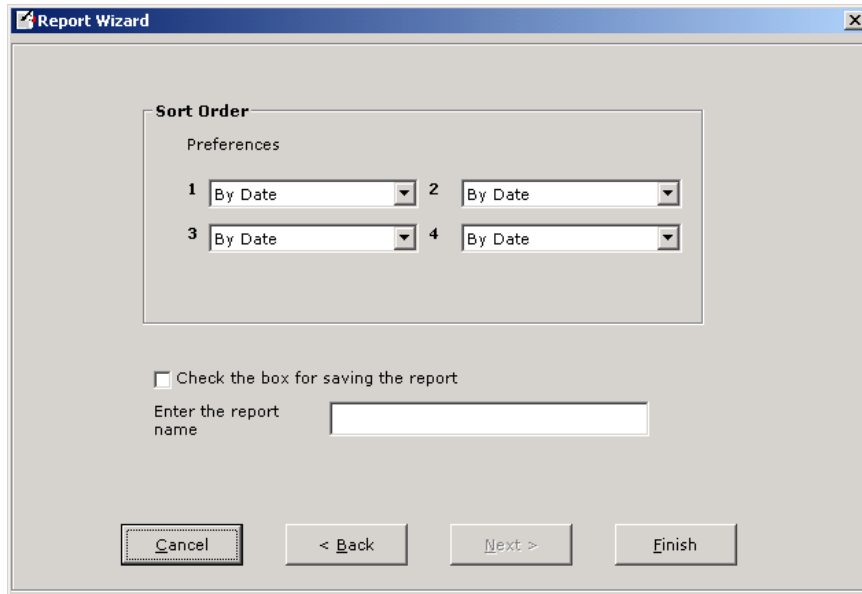 Report Wizard
Sort Order
Preferences
1 By Date 2 By Date
3 By Date 4 By Date
Check the box for saving the report
Enter the report
name
Cancel < Back Next > Finish